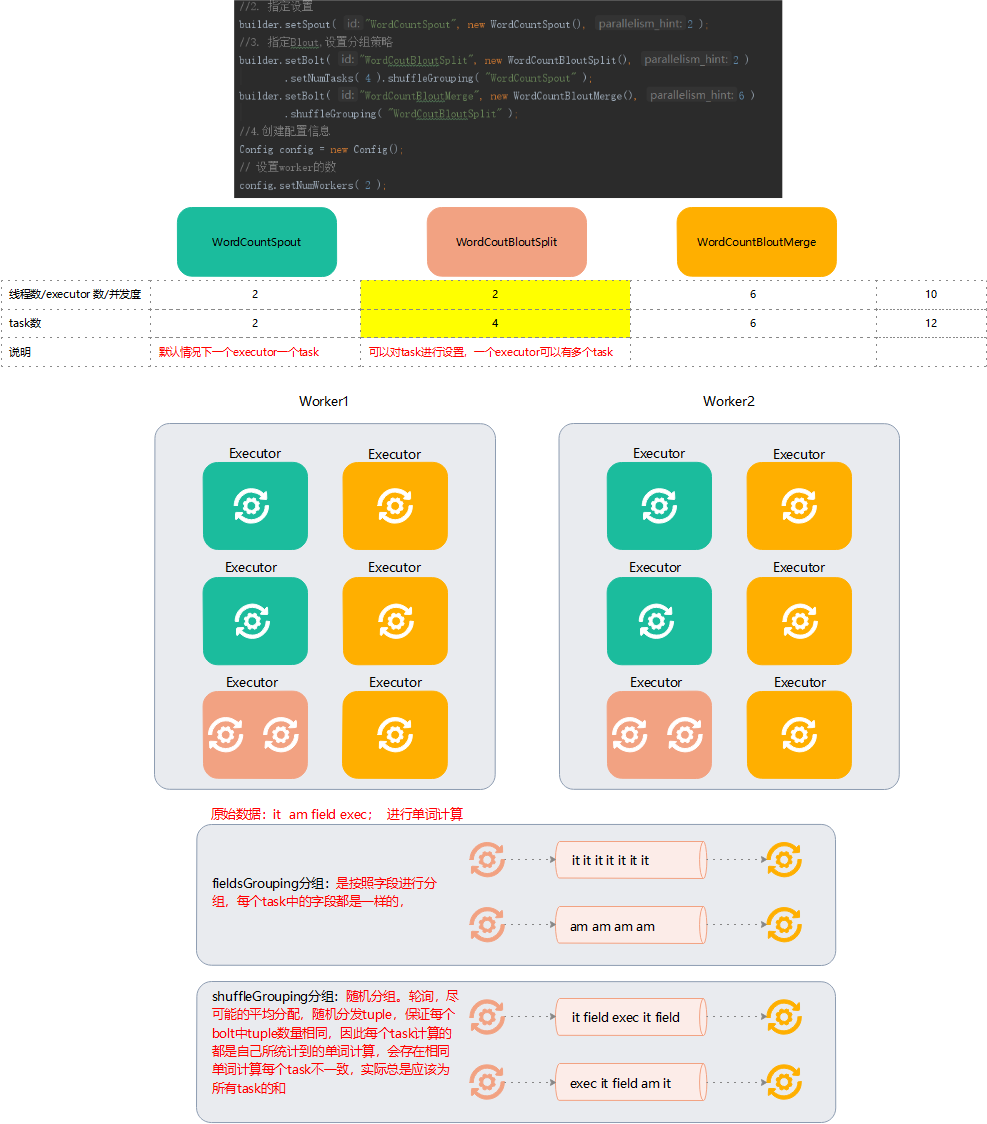 //2. 指定设置
builder.setSpout( id: "WordCountSpout", new WordCountSpout(), parallelism_hint: 2 );
//3. 指定Blout,设置分组策略
builder.setBolt( id: "WordCoutBloutSplit", new WordCountBloutSplit(), parallelism_hint: 2 )
.setNumTasks( 4 ).shuffleGrouping( "WordCountSpout" );
builder.setBolt( id: "WordCountBloutMerge", new WordCountBloutMerge(), parallelism_hint: 6 )
.shuffleGrouping( "WordCoutBloutSplit" );
//4.创建配置信息
Config config = new Config();
// 设置worker的数
config.setNumWorkers( 2 );
WordCountSpout WordCoutBloutSplit WordCountBloutMerge
线程数/executor 数/并发度 2 2 6 10
task数 2 4 6 12
说明 默认情况下一个executor一个task 可以对task进行设置，一个executor可以有多个task
Worker1 Worker2
Executor Executor Executor Executor
Executor Executor Executor Executor
Executor Executor Executor Executor
原始数据：it am field exec； 进行单词计算
it it it it it it it
fieldsGrouping分组：是按照字段进行分
组，每个task中的字段都是一样的，
am am am am
shuffleGrouping分组：随机分组。轮询，尽
可能的平均分配，随机分发tuple，保证每个
bolt中tuple数量相同，因此每个task计算的
都是自己所统计到的单词计算，会存在相同
单词计算每个task不一致，实际总是应该为
所有task的和
it field exec it field
exec it field am it